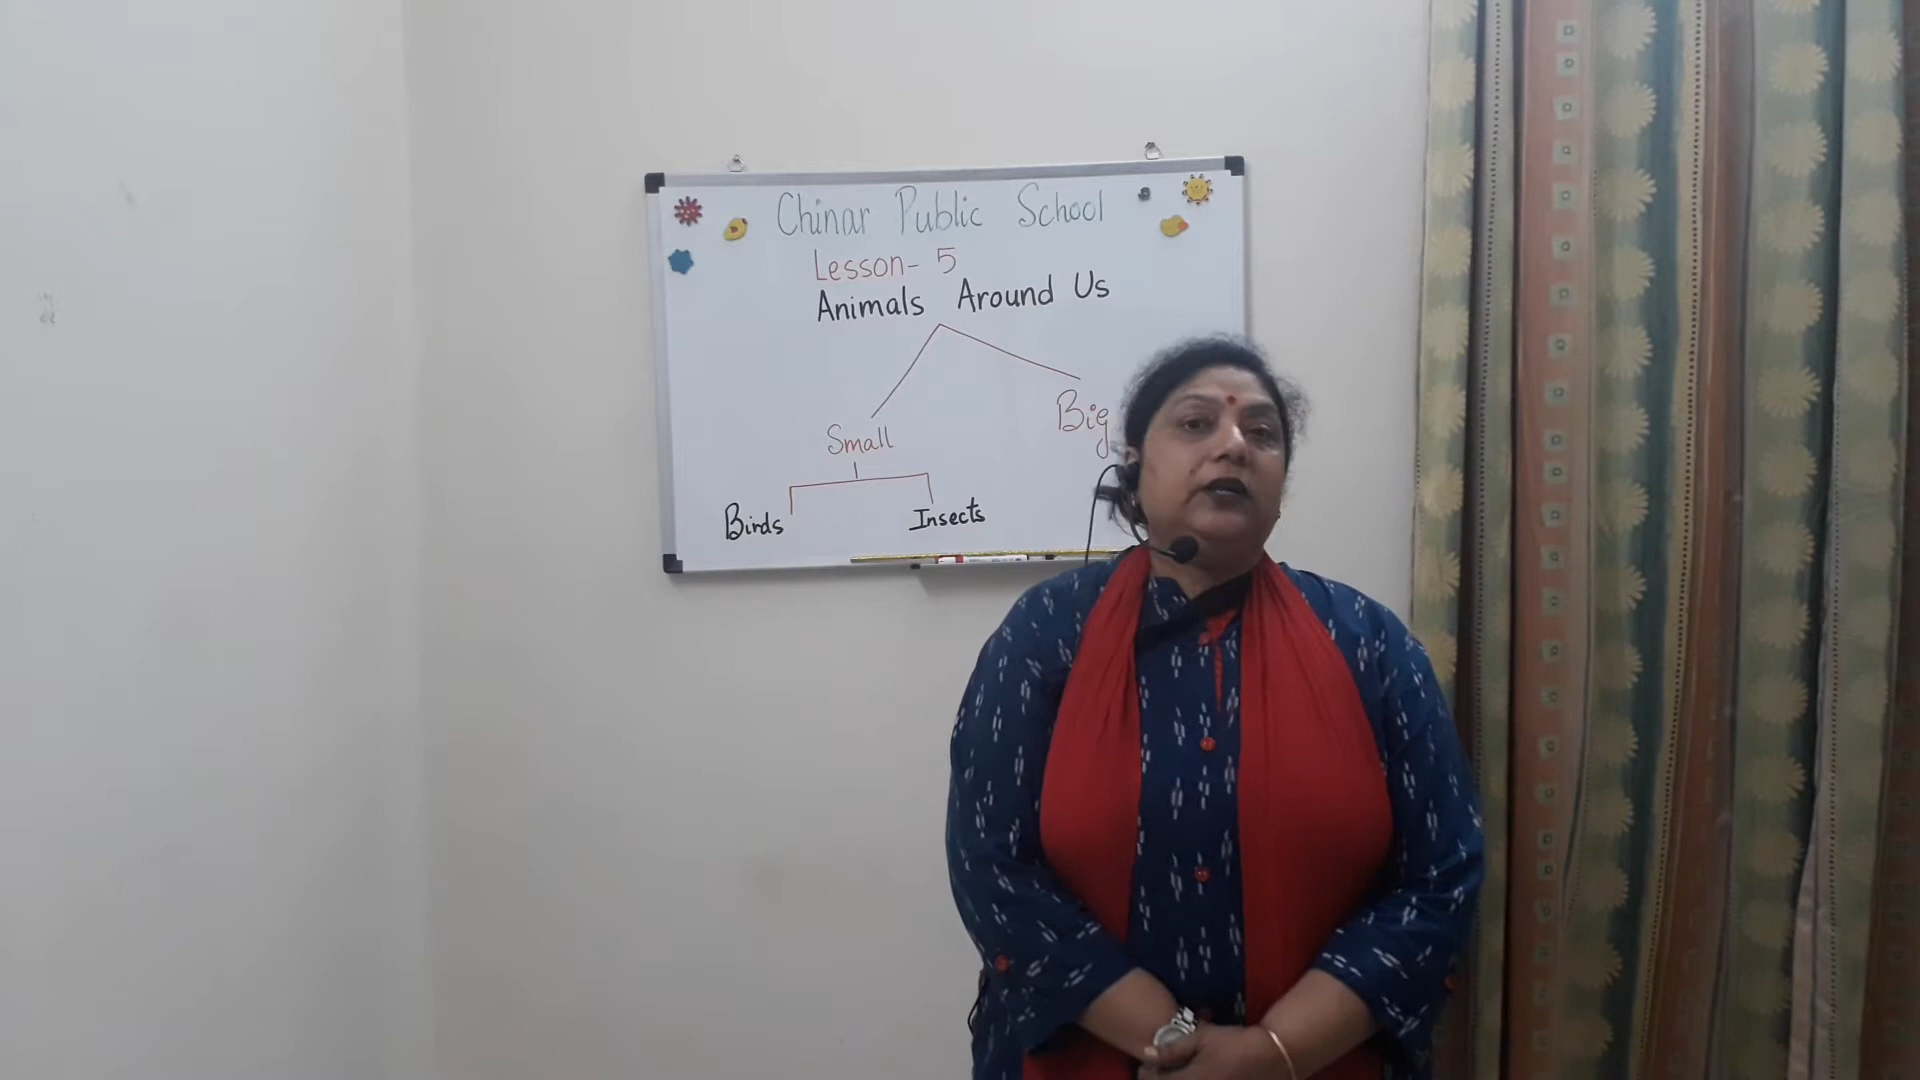 Chinar Public School
Lesson- 5
Animals Around Us
Small
Big
Birds
Insects